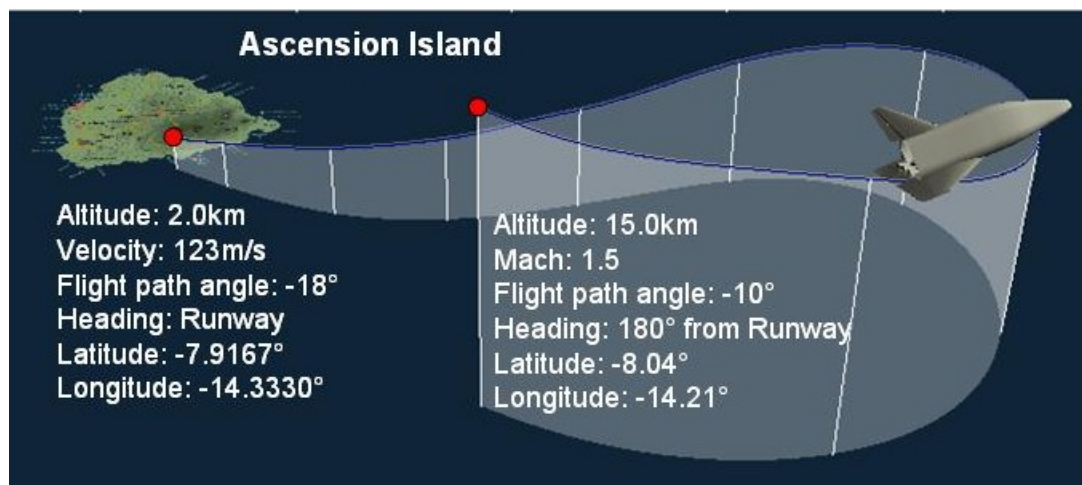 Ascension Island
Altitude: 2.0km
Velocity: 123m/s
Flight path angle: -18°
Heading: Runway
Latitude: -7.9167°
Longitude: -14.3330°
Altitude: 15.0km
Mach: 1.5
Flight path angle: -10°
Heading: 180° from Runway
Latitude: -8.04°
Longitude: -14.21°